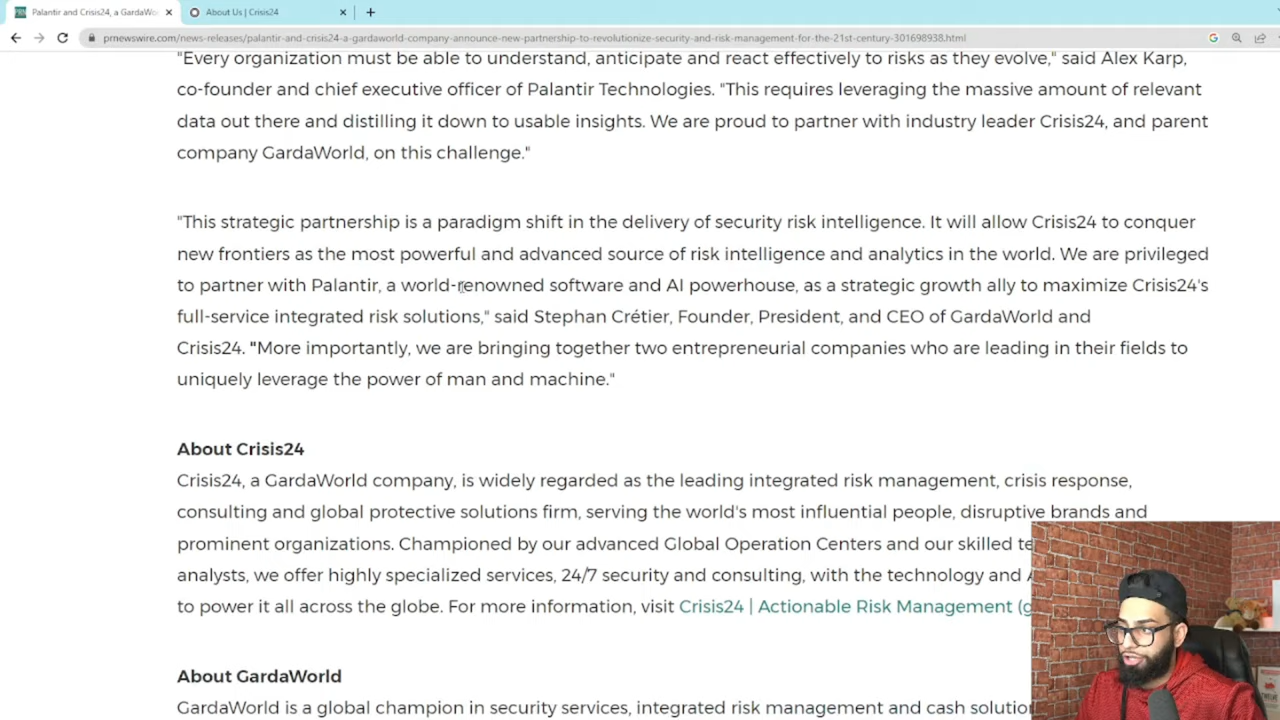 Palantir and Crisis24, a GardaWo
About Us | Crisis24
prnewswire.com/news-releases/palantir-and-crisis24-a-gardaworld-company-announce-new-partnership-to-revolutionize-security-and-risk-management-for-the-21st-century-301698938.html
"Every organization must be able to understand, anticipate and react effectively to risks as they evolve," said Alex Karp,
co-founder and chief executive officer of Palantir Technologies. "This requires leveraging the massive amount of relevant
data out there and distilling it down to usable insights. We are proud to partner with industry leader Crisis24, and parent
company GardaWorld, on this challenge."
"This strategic partnership is a paradigm shift in the delivery of security risk intelligence. It will allow Crisis24 to conquer
new frontiers as the most powerful and advanced source of risk intelligence and analytics in the world. We are privileged
to partner with Palantir, a world-renowned software and AI powerhouse, as a strategic growth ally to maximize Crisis24's
full-service integrated risk solutions," said Stephan Crétier, Founder, President, and CEO of GardaWorld and
Crisis24. "More importantly, we are bringing together two entrepreneurial companies who are leading in their fields to
uniquely leverage the power of man and machine."
About Crisis24
Crisis24, a GardaWorld company, is widely regarded as the leading integrated risk management, crisis response,
consulting and global protective solutions firm, serving the world's most influential people, disruptive brands and
prominent organizations. Championed by our advanced Global Operation Centers and our skilled te
analysts, we offer highly specialized services, 24/7 security and consulting, with the technology and
to power it all across the globe. For more information, visit Crisis24 | Actionable Risk Management (g
About GardaWorld
GardaWorld is a global champion in security services, integrated risk management and cash solutio